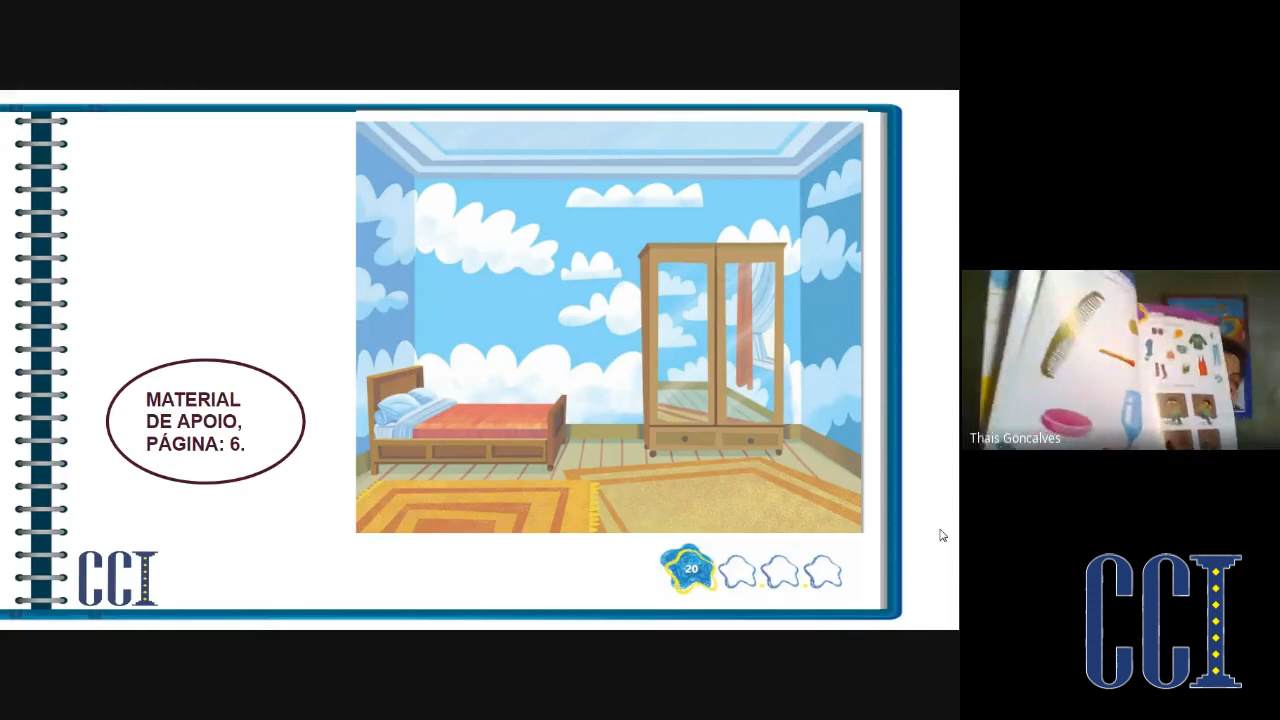 MATERIAL
DE APOIO,
PÁGINA: 6.
CCI
20
Thais Goncalves
CCI